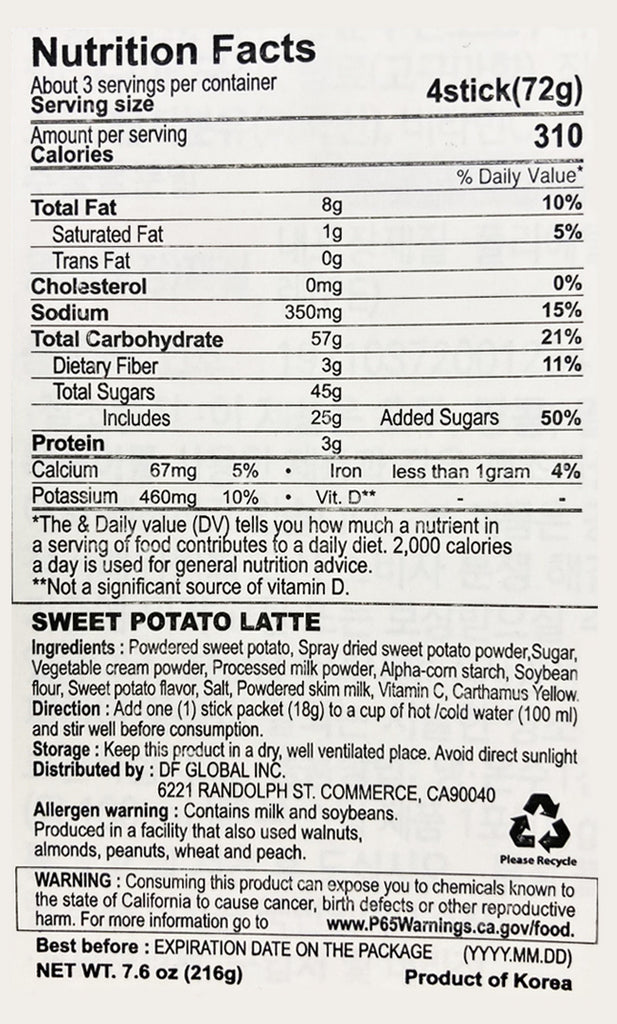 Nutrition Facts
About 3 servings per container
Serving size 4stick(72g)
Amount per serving
Calories 310
% Daily Value*
Total Fat 8g 10%
Saturated Fat 1g 5%
Trans Fat 0g
Cholesterol 0mg 0%
Sodium 350mg 15%
Total Carbohydrate 57g 21%
Dietary Fiber 3g 11%
Total Sugars 45g
Includes 25g Added Sugars 50%
Protein 3g
Calcium 67mg 5% • Iron less than 1gram 4%
Potassium 460mg 10% • Vit. D** - -
*The & Daily value (DV) tells you how much a nutrient in
a serving of food contributes to a daily diet. 2,000 calories
a day is used for general nutrition advice.
**Not a significant source of vitamin D.
SWEET POTATO LATTE
Ingredients : Powdered sweet potato, Spray dried sweet potato powder,Sugar,
Vegetable cream powder, Processed milk powder, Alpha-corn starch, Soybean
flour, Sweet potato flavor, Salt, Powdered skim milk, Vitamin C, Carthamus Yellow.
Direction : Add one (1) stick packet (18g) to a cup of hot /cold water (100 ml)
and stir well before consumption.
Storage : Keep this product in a dry, well ventilated place. Avoid direct sunlight
Distributed by : DF GLOBAL INC.
6221 RANDOLPH ST. COMMERCE, CA90040
Allergen warning : Contains milk and soybeans.
Produced in a facility that also used walnuts,
almonds, peanuts, wheat and peach.
Please Recycle
WARNING : Consuming this product can expose you to chemicals known to
the state of California to cause cancer, birth defects or other reproductive
harm. For more information go to www.P65Warnings.ca.gov/food.
Best before : EXPIRATION DATE ON THE PACKAGE (YYYY.MM.DD)
NET WT. 7.6 oz (216g) Product of Korea